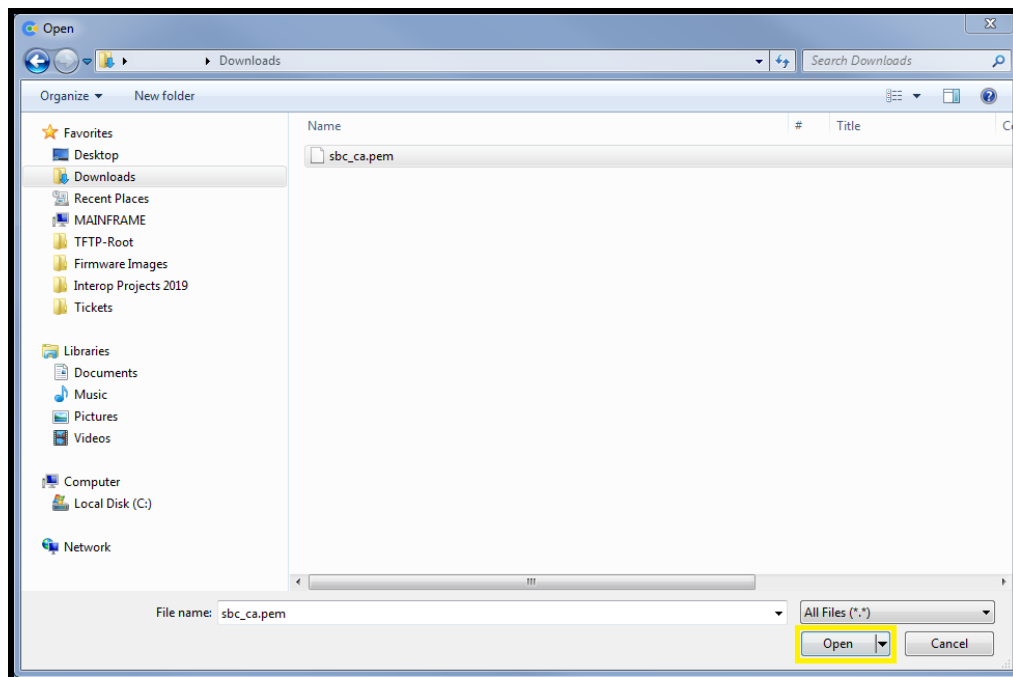 Open
Downloads
Search Downloads
Organize
New folder
Favorites
Desktop
Downloads
Recent Places
MAINFRAME
TFTP-Root
Firmware Images
Interop Projects 2019
Tickets
Libraries
Documents
Music
Pictures
Videos
Computer
Local Disk (C:)
Network
Name # Title
sbc_ca.pem
File name: sbc_ca.pem
All Files (*.*)
Open Cancel